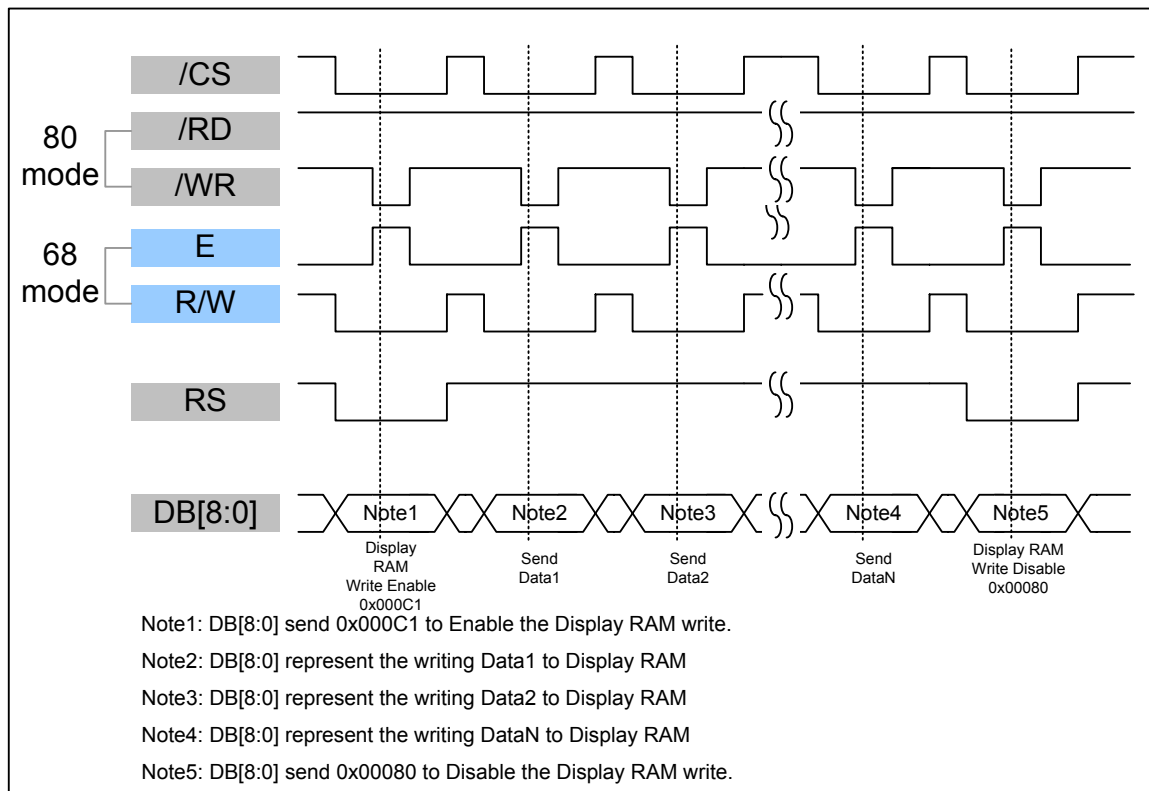 /CS
80
mode
/RD
/WR
68
mode
E
R/W
RS
DB[8:0]
Note1
Note2
Note3
Note4
Note5
Display
RAM
Write Enable
0x000C1
Send
Data1
Send
Data2
Send
DataN
Display RAM
Write Disable
0x00080
Note1: DB[8:0] send 0x000C1 to Enable the Display RAM write.
Note2: DB[8:0] represent the writing Data1 to Display RAM
Note3: DB[8:0] represent the writing Data2 to Display RAM
Note4: DB[8:0] represent the writing DataN to Display RAM
Note5: DB[8:0] send 0x00080 to Disable the Display RAM write.